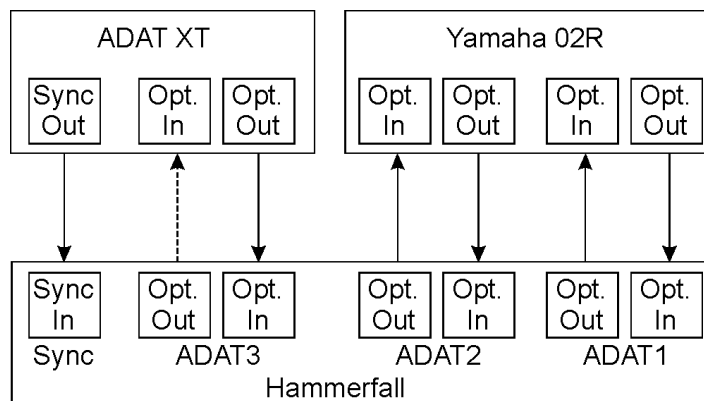 ADAT XT
Yamaha 02R
Sync
Out
Opt.
In
Opt.
Out
Opt.
In
Opt.
Out
Opt.
In
Opt.
Out
Sync
In
Opt.
Out
Opt.
In
Opt.
Out
Opt.
In
Opt.
Out
Opt.
In
Sync
ADAT3
ADAT2
ADAT1
Hammerfall